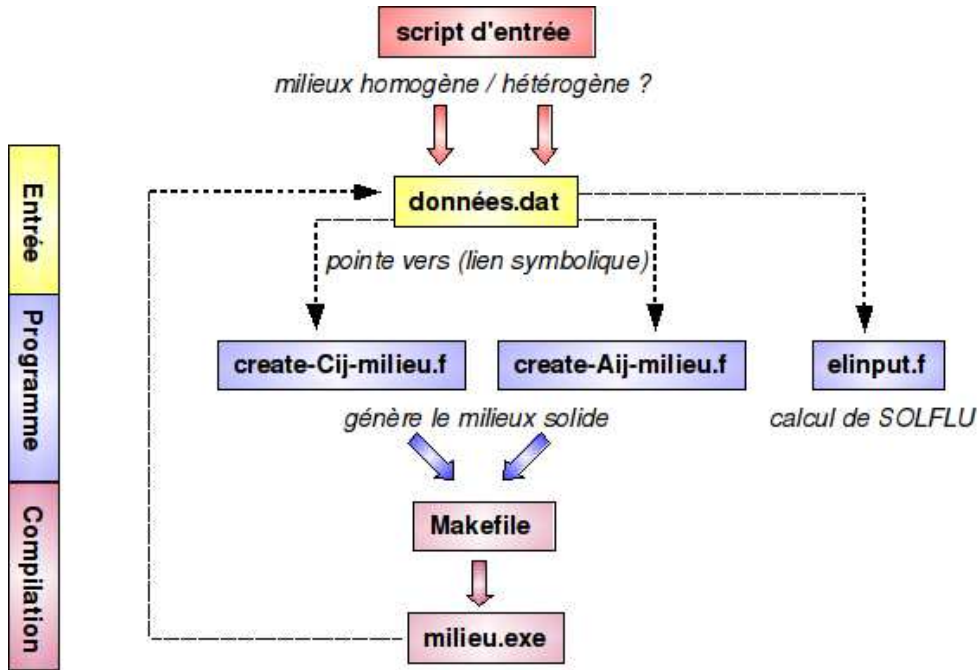 script d'entrée
milieux homogène / hétérogène ?
Entrée
données.dat
pointe vers (lien symbolique)
Programme
create-Cij-milieu.f
create-Aij-milieu.f
elinput.f
génère le milieux solide
calcul de SOLFLU
Compilation
Makefile
milieu.exe